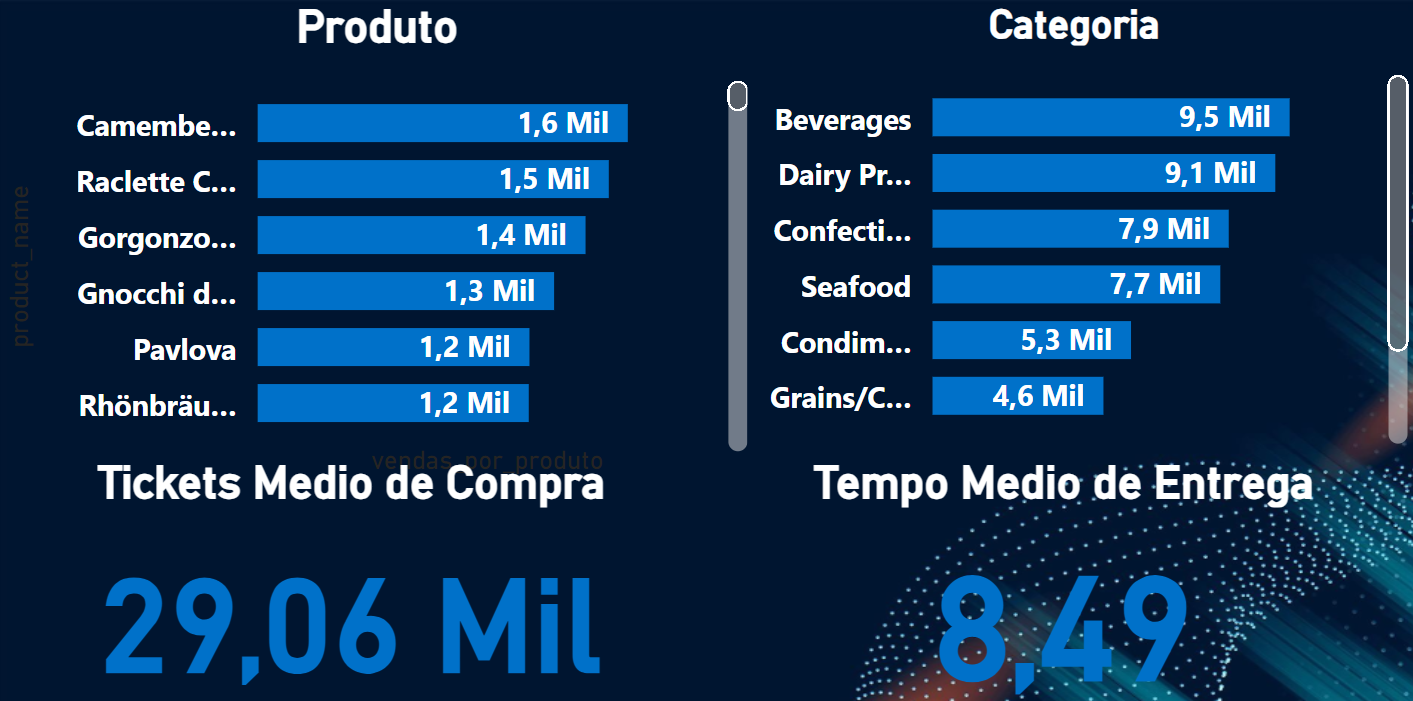 Produto
product_name
Camembe... 1,6 Mil
Raclette C... 1,5 Mil
Gorgonzo... 1,4 Mil
Gnocchi d... 1,3 Mil
Pavlova 1,2 Mil
Rhönbräu... 1,2 Mil
vendas_por_produto
Categoria
Beverages 9,5 Mil
Dairy Pr... 9,1 Mil
Confecti... 7,9 Mil
Seafood 7,7 Mil
Condim... 5,3 Mil
Grains/C... 4,6 Mil
Tickets Medio de Compra
29,06 Mil
Tempo Medio de Entrega
8,49